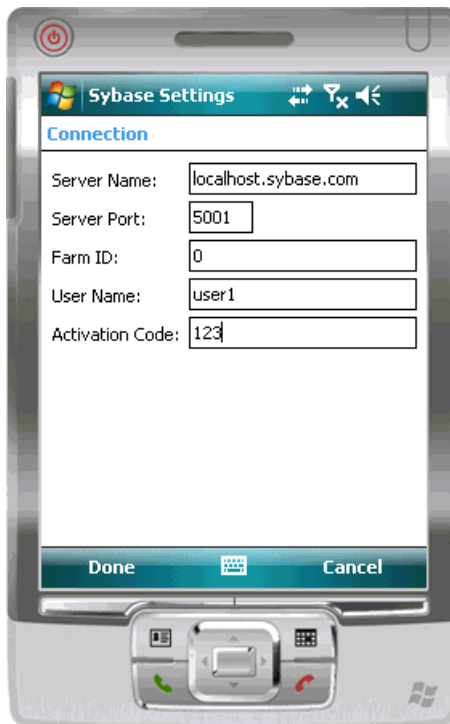 Sybase Settings
Connection
Server Name: localhost.sybase.com
Server Port: 5001
Farm ID: 0
User Name: user1
Activation Code: 123
Done Cancel